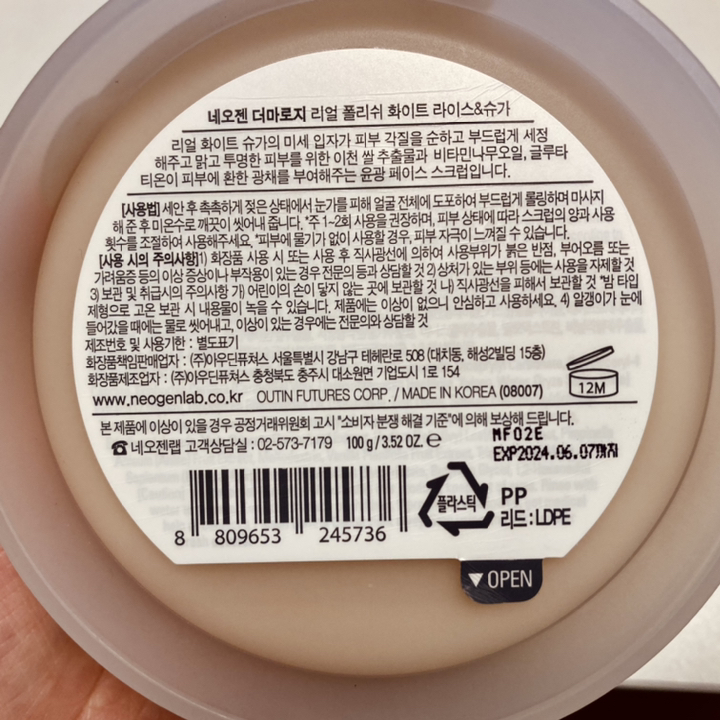 네오젠 더마로지 리얼 폴리쉬 화이트 라이스&슈가
리얼 화이트 슈가의 미세 입자가 피부 각질을 순하고 부드럽게 세정
해주고 맑고 투명한 피부를 위한 이천 쌀 추출물과 비타민나무오일, 글루타
티온이 피부에 환한 광채를 부여해주는 윤광 페이스 스크럽입니다.
[사용법] 세안 후 촉촉하게 젖은 상태에서 눈가를 피해 얼굴 전체에 도포하여 부드럽게 롤링하며 마사지
해 준 후 미온수로 깨끗이 씻어내 줍니다. *주 1~2회 사용을 권장하며, 피부 상태에 따라 스크럽의 양과 사용
횟수를 조절하여 사용해주세요. *피부에 물기가 없이 사용할 경우, 피부 자극이 느껴질 수 있습니다.
[사용 시의 주의사항]1) 화장품 사용 시 또는 사용 후 직사광선에 의하여 사용부위가 붉은 반점, 부어오름 또는
가려움증 등의 이상 증상이나 부작용이 있는 경우 전문의 등과 상담할 것 2) 상처가 있는 부위 등에는 사용을 자제할 것
3) 보관 및 취급시의 주의사항 가) 어린이의 손이 닿지 않는 곳에 보관할 것 나) 직사광선을 피해서 보관할 것 *밤 타입
제형으로 고온 보관 시 내용물이 녹을 수 있습니다. 제품에는 이상이 없으니 안심하고 사용하세요. 4) 알갱이가 눈에
들어갔을 때에는 물로 씻어내고, 이상이 있는 경우에는 전문의와 상담할 것
제조번호 및 사용기한 : 별도표기
화장품책임판매업자 : (주)아우딘퓨쳐스 서울특별시 강남구 테헤란로 508 (대치동, 해성2빌딩 15층)
화장품제조업자 : (주)아우딘퓨쳐스 충청북도 충주시 대소원면 기업도시 1로 154
12M
www.neogenlab.co.kr OUTIN FUTURES CORP. / MADE IN KOREA (08007)
본 제품에 이상이 있을 경우 공정거래위원회 고시 "소비자 분쟁 해결 기준"에 의해 보상해 드립니다.
네오젠랩 고객상담실 : 02-573-7179 100 g / 3.52 OZ. e
MF02E
EXP2024.06.07까지
플라스틱
PP
리드 : LDPE
8 809653 245736
▼ OPEN